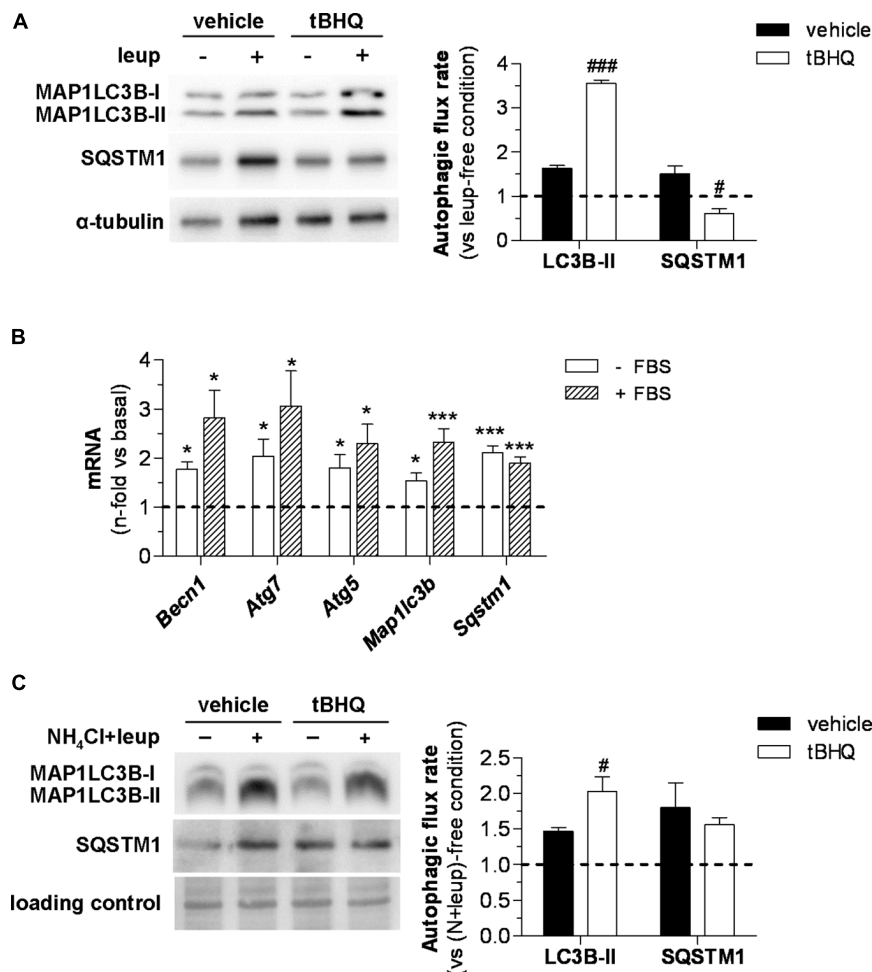 A
vehicle tBHQ
leup - + - +
MAP1LC3B-I
MAP1LC3B-II
SQSTM1
α-tubulin
Autophagic flux rate
(vs leup-free condition)
4
3
2
1
0
###
#
LC3B-II SQSTM1
vehicle
tBHQ
B
mRNA
(n-fold vs basal)
4
3
2
1
0
* * * * * * * *** *** ***
Becn1 Atg7 Atg5 Map1lc3b Sqstm1
- FBS
+ FBS
C
vehicle tBHQ
NH₄Cl+leup – + – +
MAP1LC3B-I
MAP1LC3B-II
SQSTM1
loading control
Autophagic flux rate
(vs (N+leup)-free condition)
2.5
2.0
1.5
1.0
0.5
0.0
#
LC3B-II SQSTM1
vehicle
tBHQ